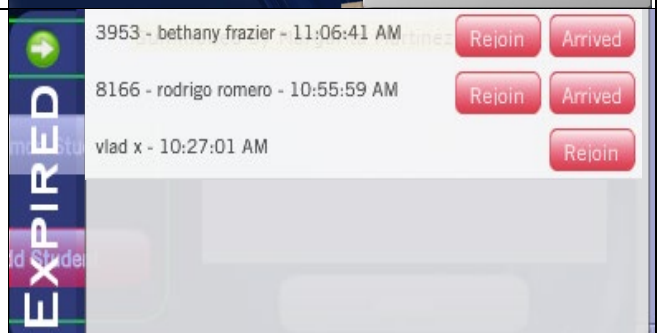 3953 - bethany frazier - 11:06:41 AM Rejoin Arrived
8166 - rodrigo romero - 10:55:59 AM Rejoin Arrived
vlad x - 10:27:01 AM Rejoin
EXPIRED